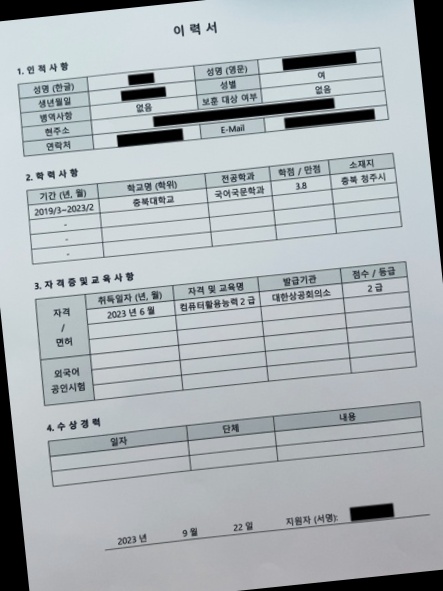 이 력 서
1. 인 적 사 항
성명 (한글) 성명 (영문)
생년월일 성별 여
병역사항 없음 보훈 대상 여부 없음
현주소
연락처 E-Mail
2. 학 력 사 항
기간 (년, 월) 학교명 (학위) 전공학과 학점 / 만점 소재지
2019/3~2023/2 충북대학교 국어국문학과 3.8 충북 청주시
-
-
-
3. 자 격 증 및 교 육 사 항
자격 / 면허 취득일자 (년, 월) 자격 및 교육명 발급기관 점수 / 등급
2023 년 6 월 컴퓨터활용능력 2 급 대한상공회의소 2 급
외국어
공인시험
4. 수 상 경 력
일자 단체 내용
2023 년 9 월 22 일 지원자 (서명):